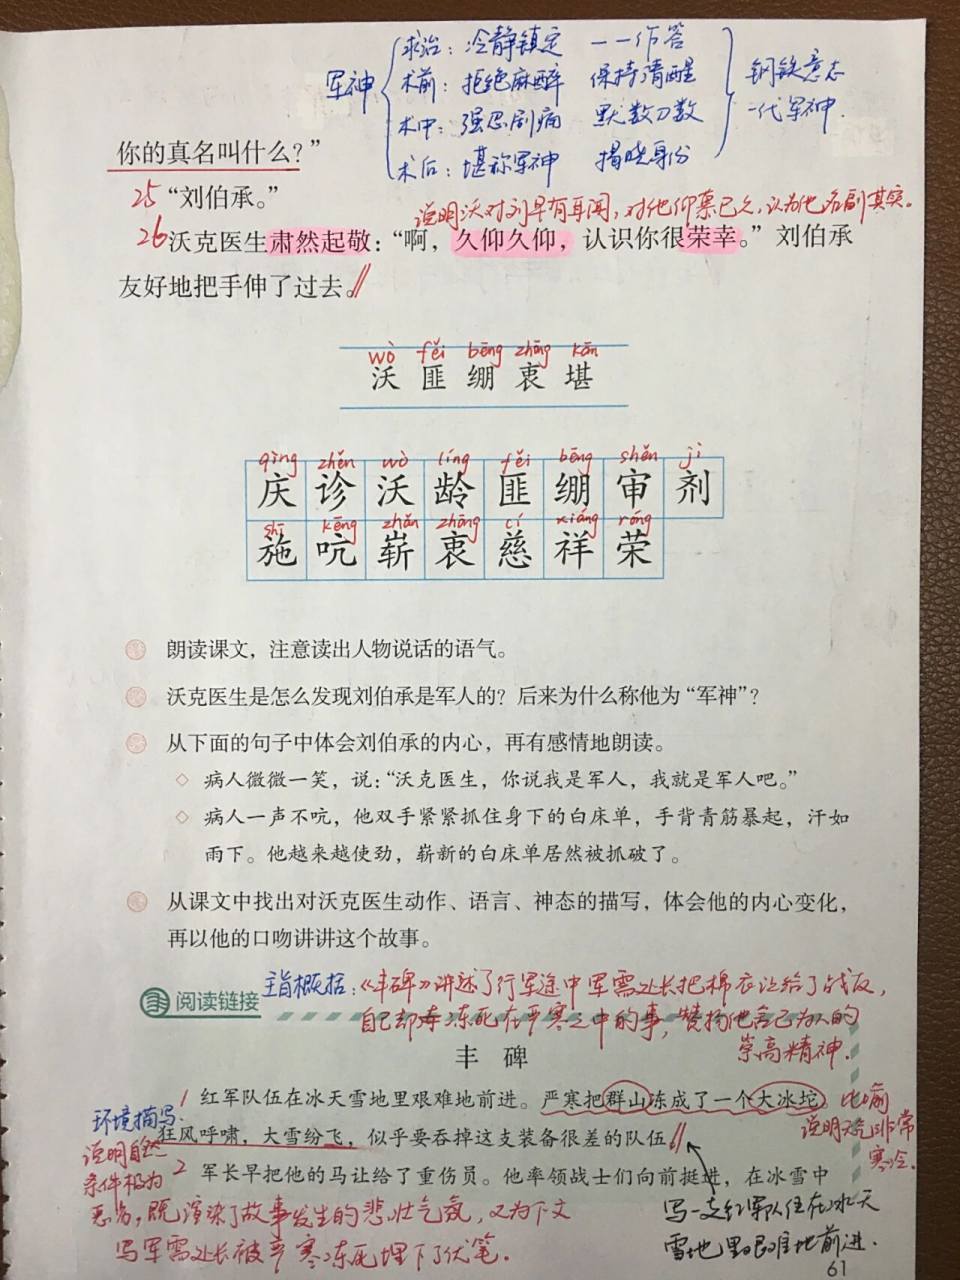 求治：冷静镇定 一一作答
军神 术前：拒绝麻醉 保持清醒 钢铁意志
术中：强忍剧痛 默数刀数 一代军神.
术后：堪称军神 揭晓身份
你的真名叫什么？”
25 “刘伯承。”
说明沃对刘早有耳闻，对他仰慕已久，认为他名副其实。
26 沃克医生肃然起敬：“啊，久仰久仰，认识你很荣幸。”刘伯承
友好地把手伸了过去。
wò fěi bēng zhōng kān
沃 匪 绷 衷 堪
qìng zhěn wò líng fěi bēng shěn jì
庆 诊 沃 龄 匪 绷 审 剂
shī kēng zhǎn zhōng cí xiáng róng
施 吭 崭 衷 慈 祥 荣
朗读课文，注意读出人物说话的语气。
沃克医生是怎么发现刘伯承是军人的？后来为什么称他为“军神”？
从下面的句子中体会刘伯承的内心，再有感情地朗读。
◇ 病人微微一笑，说：“沃克医生，你说我是军人，我就是军人吧。”
◇ 病人一声不吭，他双手紧紧抓住身下的白床单，手背青筋暴起，汗如
雨下。他越来越使劲，崭新的白床单居然被抓破了。
从课文中找出对沃克医生动作、语言、神态的描写，体会他的内心变化，
再以他的口吻讲讲这个故事。
主旨概括：《丰碑》讲述了行军途中军需处长把棉衣让给了战友，
阅读链接
自己却冻死在严寒之中的事，赞扬他舍己为人的
崇高精神.
丰 碑
1 红军队伍在冰天雪地里艰难地前进。严寒把群山冻成了一个大冰坨， 比喻
环境描写： 狂风呼啸，大雪纷飞，似乎要吞掉这支装备很差的队伍。 说明天气非常
说明自然 寒冷.
2 军长早把他的马让给了重伤员。他率领战士们向前挺进，在冰雪中
条件极为
恶劣，既渲染了故事发生的悲壮气氛，又为下文 写一支红军队伍在冰天
写军需处长被严寒冻死埋下了伏笔. 雪地里艰难地前进.
61